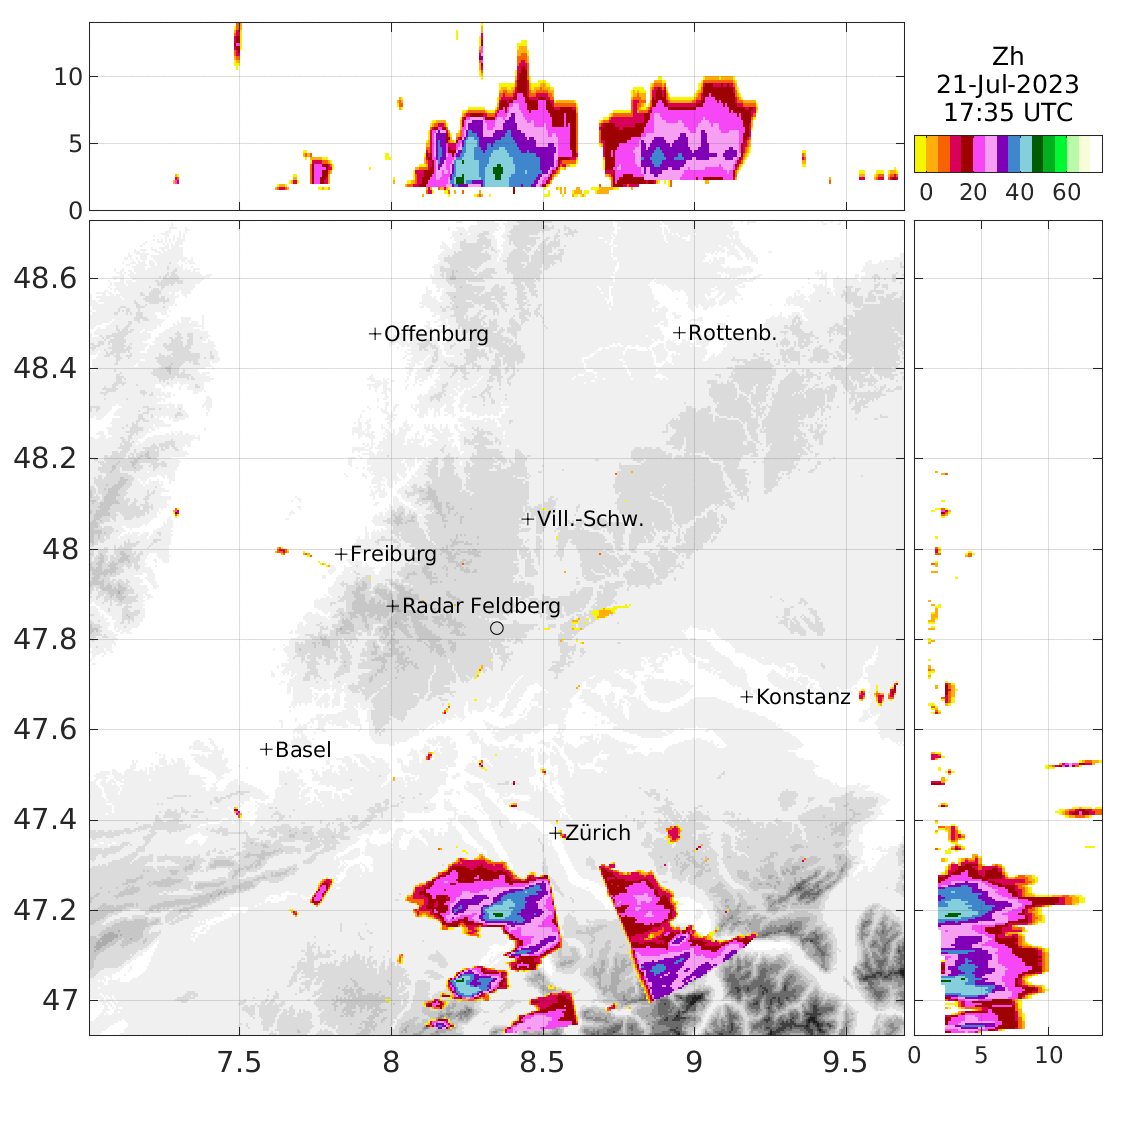 Zh
21-Jul-2023
17:35 UTC
0 20 40 60
10
5
0
48.6
48.4
48.2
48
47.8
47.6
47.4
47.2
47
+Offenburg
+Rottenb.
+Vill.-Schw.
+Freiburg
+Radar Feldberg
+Konstanz
+Basel
+Zürich
7.5 8 8.5 9 9.5
0 5 10